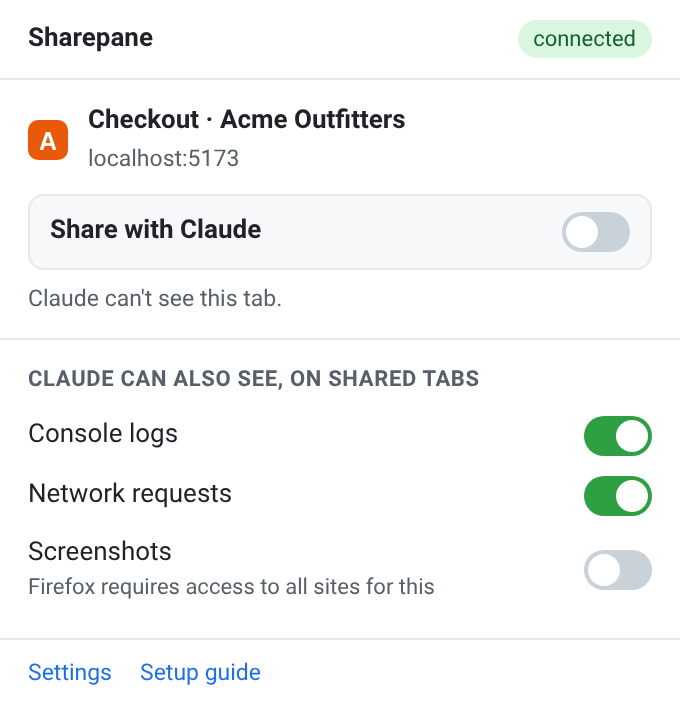 Sharepane
connected
A
Checkout · Acme Outfitters
localhost:5173
Share with Claude
Claude can't see this tab.
CLAUDE CAN ALSO SEE, ON SHARED TABS
Console logs
Network requests
Screenshots
Firefox requires access to all sites for this
Settings Setup guide